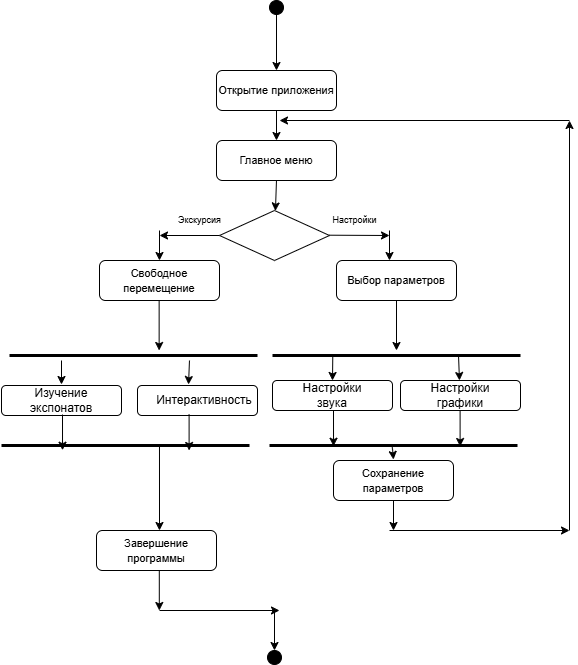 Открытие приложения
Главное меню
Экскурсия
Настройки
Свободное
перемещение
Выбор параметров
Изучение
экспонатов
Интерактивность
Настройки
звука
Настройки
графики
Сохранение
параметров
Завершение
программы